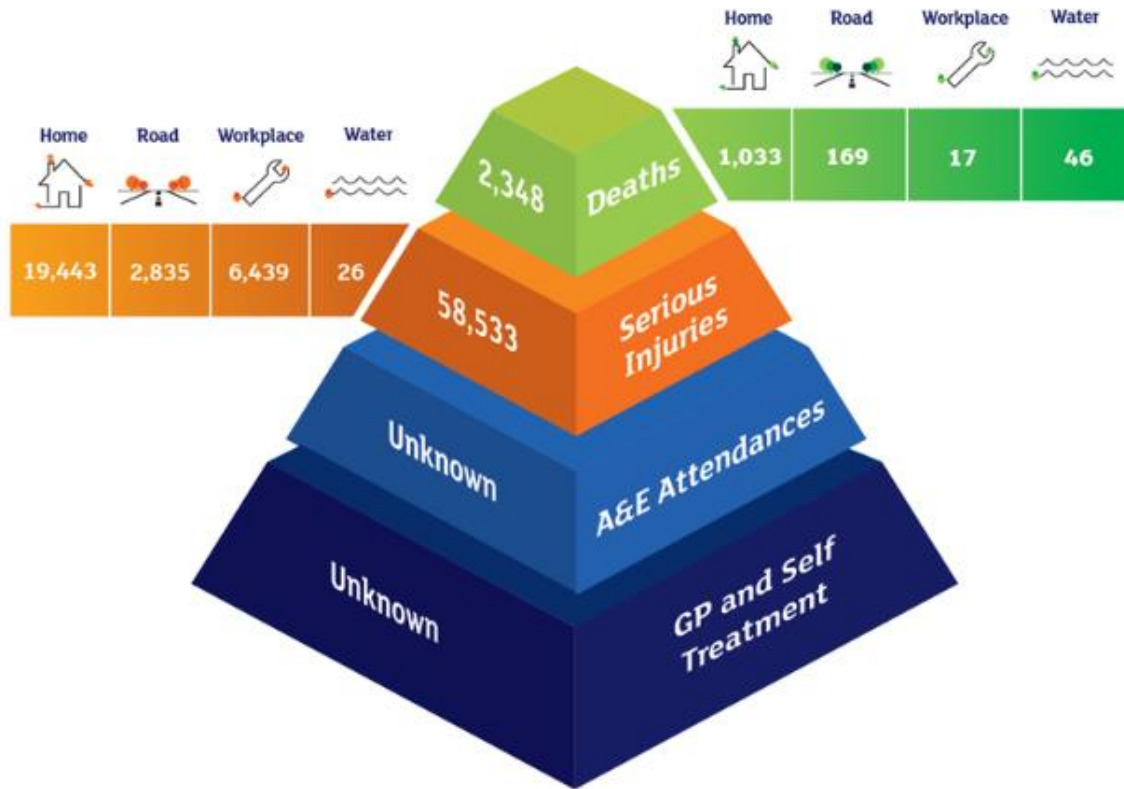 Home Road Workplace Water
1,033 169 17 46
Home Road Workplace Water
19,443 2,835 6,439 26
2,348 Deaths
58,533 Serious
Injuries
Unknown A&E Attendances
Unknown GP and Self
Treatment